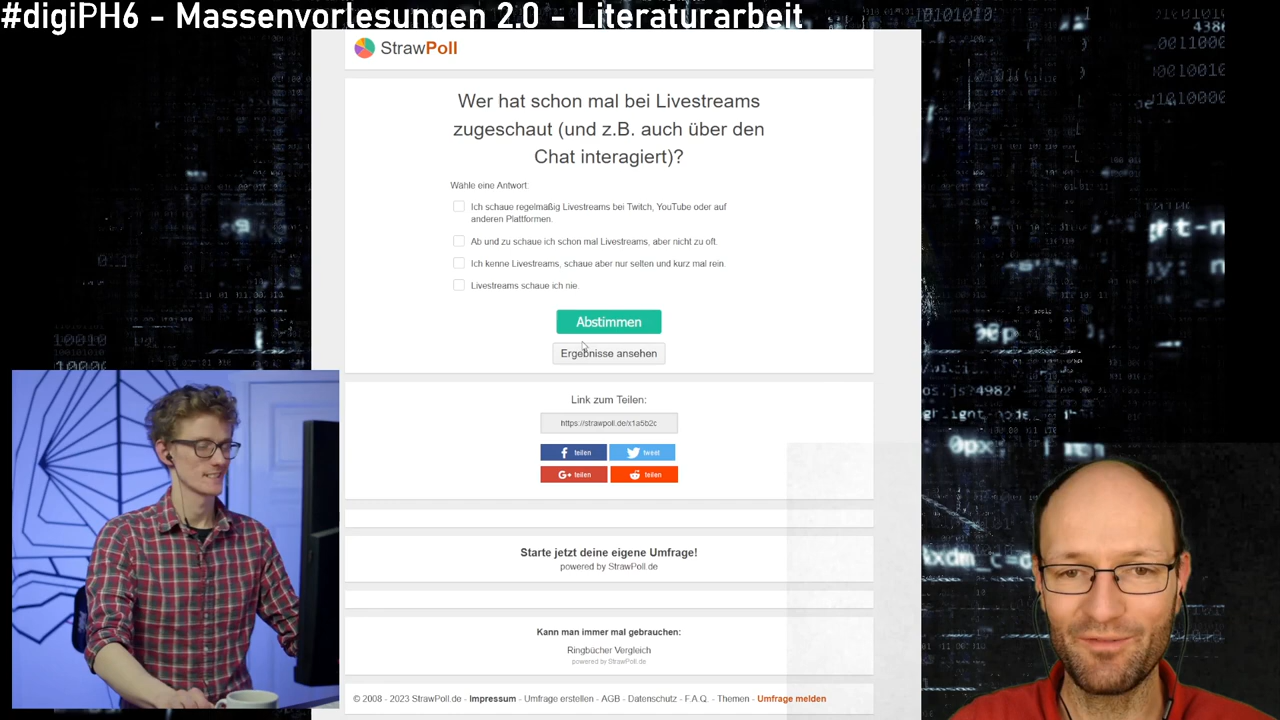 #digiPH6 - Massenvorlesungen 2.0 - Literaturarbeit
StrawPoll
Wer hat schon mal bei Livestreams
zugeschaut (und z.B. auch über den
Chat interagiert)?
Wähle eine Antwort:
Ich schaue regelmäßig Livestreams bei Twitch, YouTube oder auf
anderen Plattformen.
Ab und zu schaue ich schon mal Livestreams, aber nicht zu oft.
Ich kenne Livestreams, schaue aber nur selten und kurz mal rein.
Livestreams schaue ich nie.
Abstimmen
Ergebnisse ansehen
Link zum Teilen:
https://strawpoll.de/x1a5b2c
teilen
tweet
G+ teilen
teilen
Starte jetzt deine eigene Umfrage!
powered by StrawPoll.de
Kann man immer mal gebrauchen:
Ringbücher Vergleich
powered by StrawPoll.de
© 2008 - 2023 StrawPoll.de - Impressum - Umfrage erstellen - AGB - Datenschutz - F.A.Q. - Themen - Umfrage melden